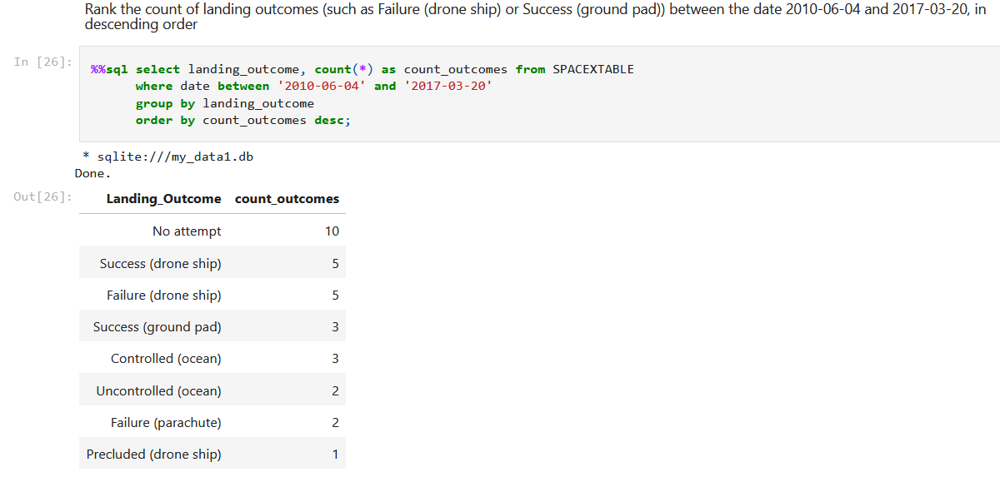 Rank the count of landing outcomes (such as Failure (drone ship) or Success (ground pad)) between the date 2010-06-04 and 2017-03-20, in
descending order
In [26]:
%%sql select landing_outcome, count(*) as count_outcomes from SPACEXTABLE
where date between '2010-06-04' and '2017-03-20'
group by landing_outcome
order by count_outcomes desc;
* sqlite:///my_data1.db
Done.
Out[26]:
Landing_Outcome count_outcomes
No attempt 10
Success (drone ship) 5
Failure (drone ship) 5
Success (ground pad) 3
Controlled (ocean) 3
Uncontrolled (ocean) 2
Failure (parachute) 2
Precluded (drone ship) 1